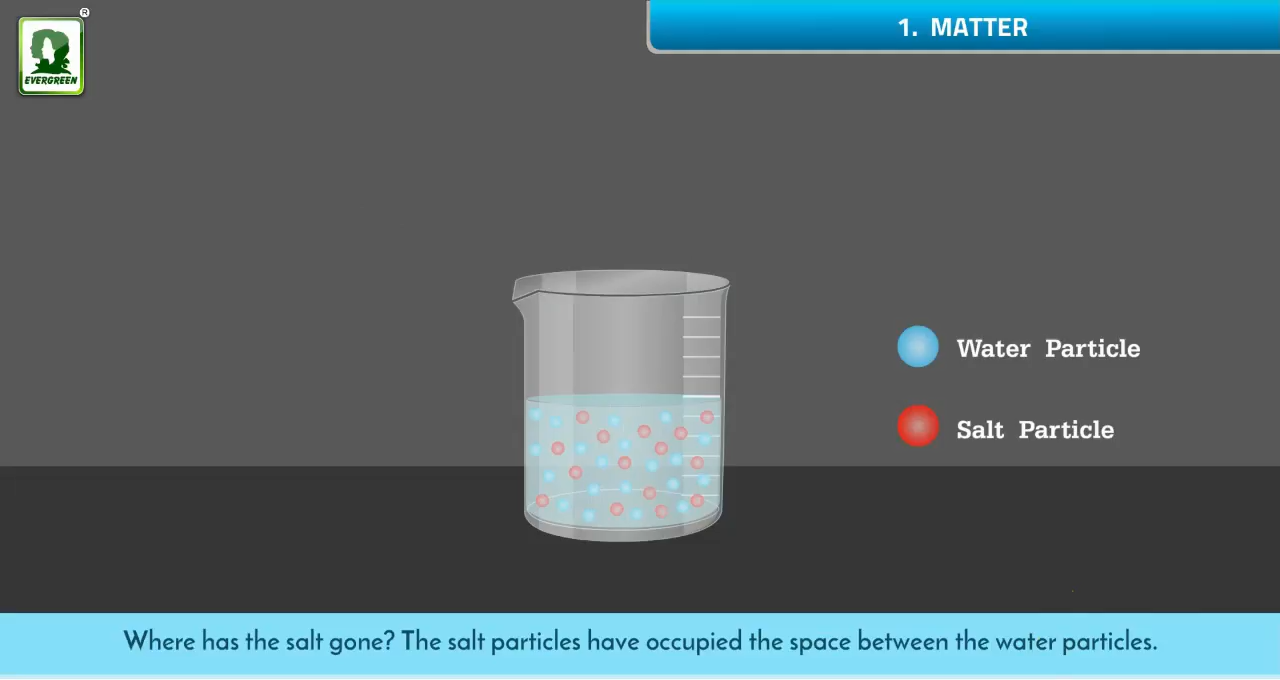 ®
EVERGREEN
1. MATTER
Water Particle
Salt Particle
Where has the salt gone? The salt particles have occupied the space between the water particles.